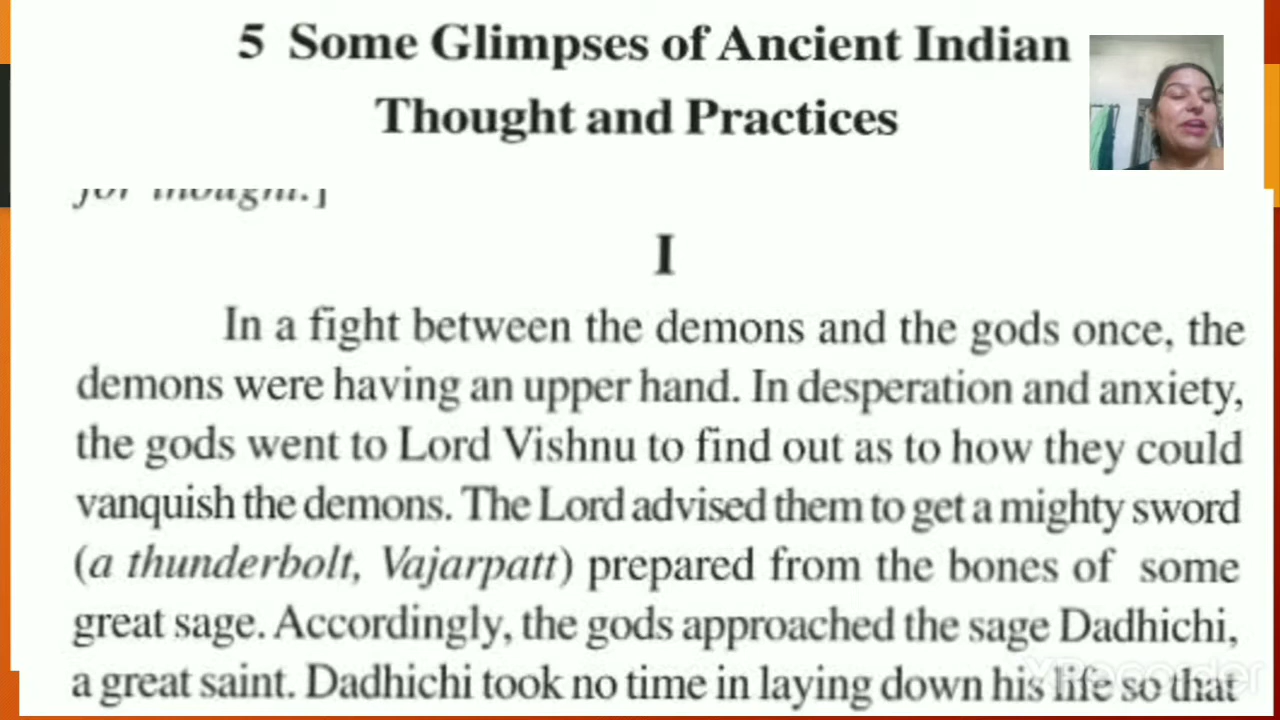 5 Some Glimpses of Ancient Indian
Thought and Practices
for thought.]
I
In a fight between the demons and the gods once, the
demons were having an upper hand. In desperation and anxiety,
the gods went to Lord Vishnu to find out as to how they could
vanquish the demons. The Lord advised them to get a mighty sword
(a thunderbolt, Vajarpatt) prepared from the bones of some
great sage. Accordingly, the gods approached the sage Dadhichi,
a great saint. Dadhichi took no time in laying down his life so that
VRecorder